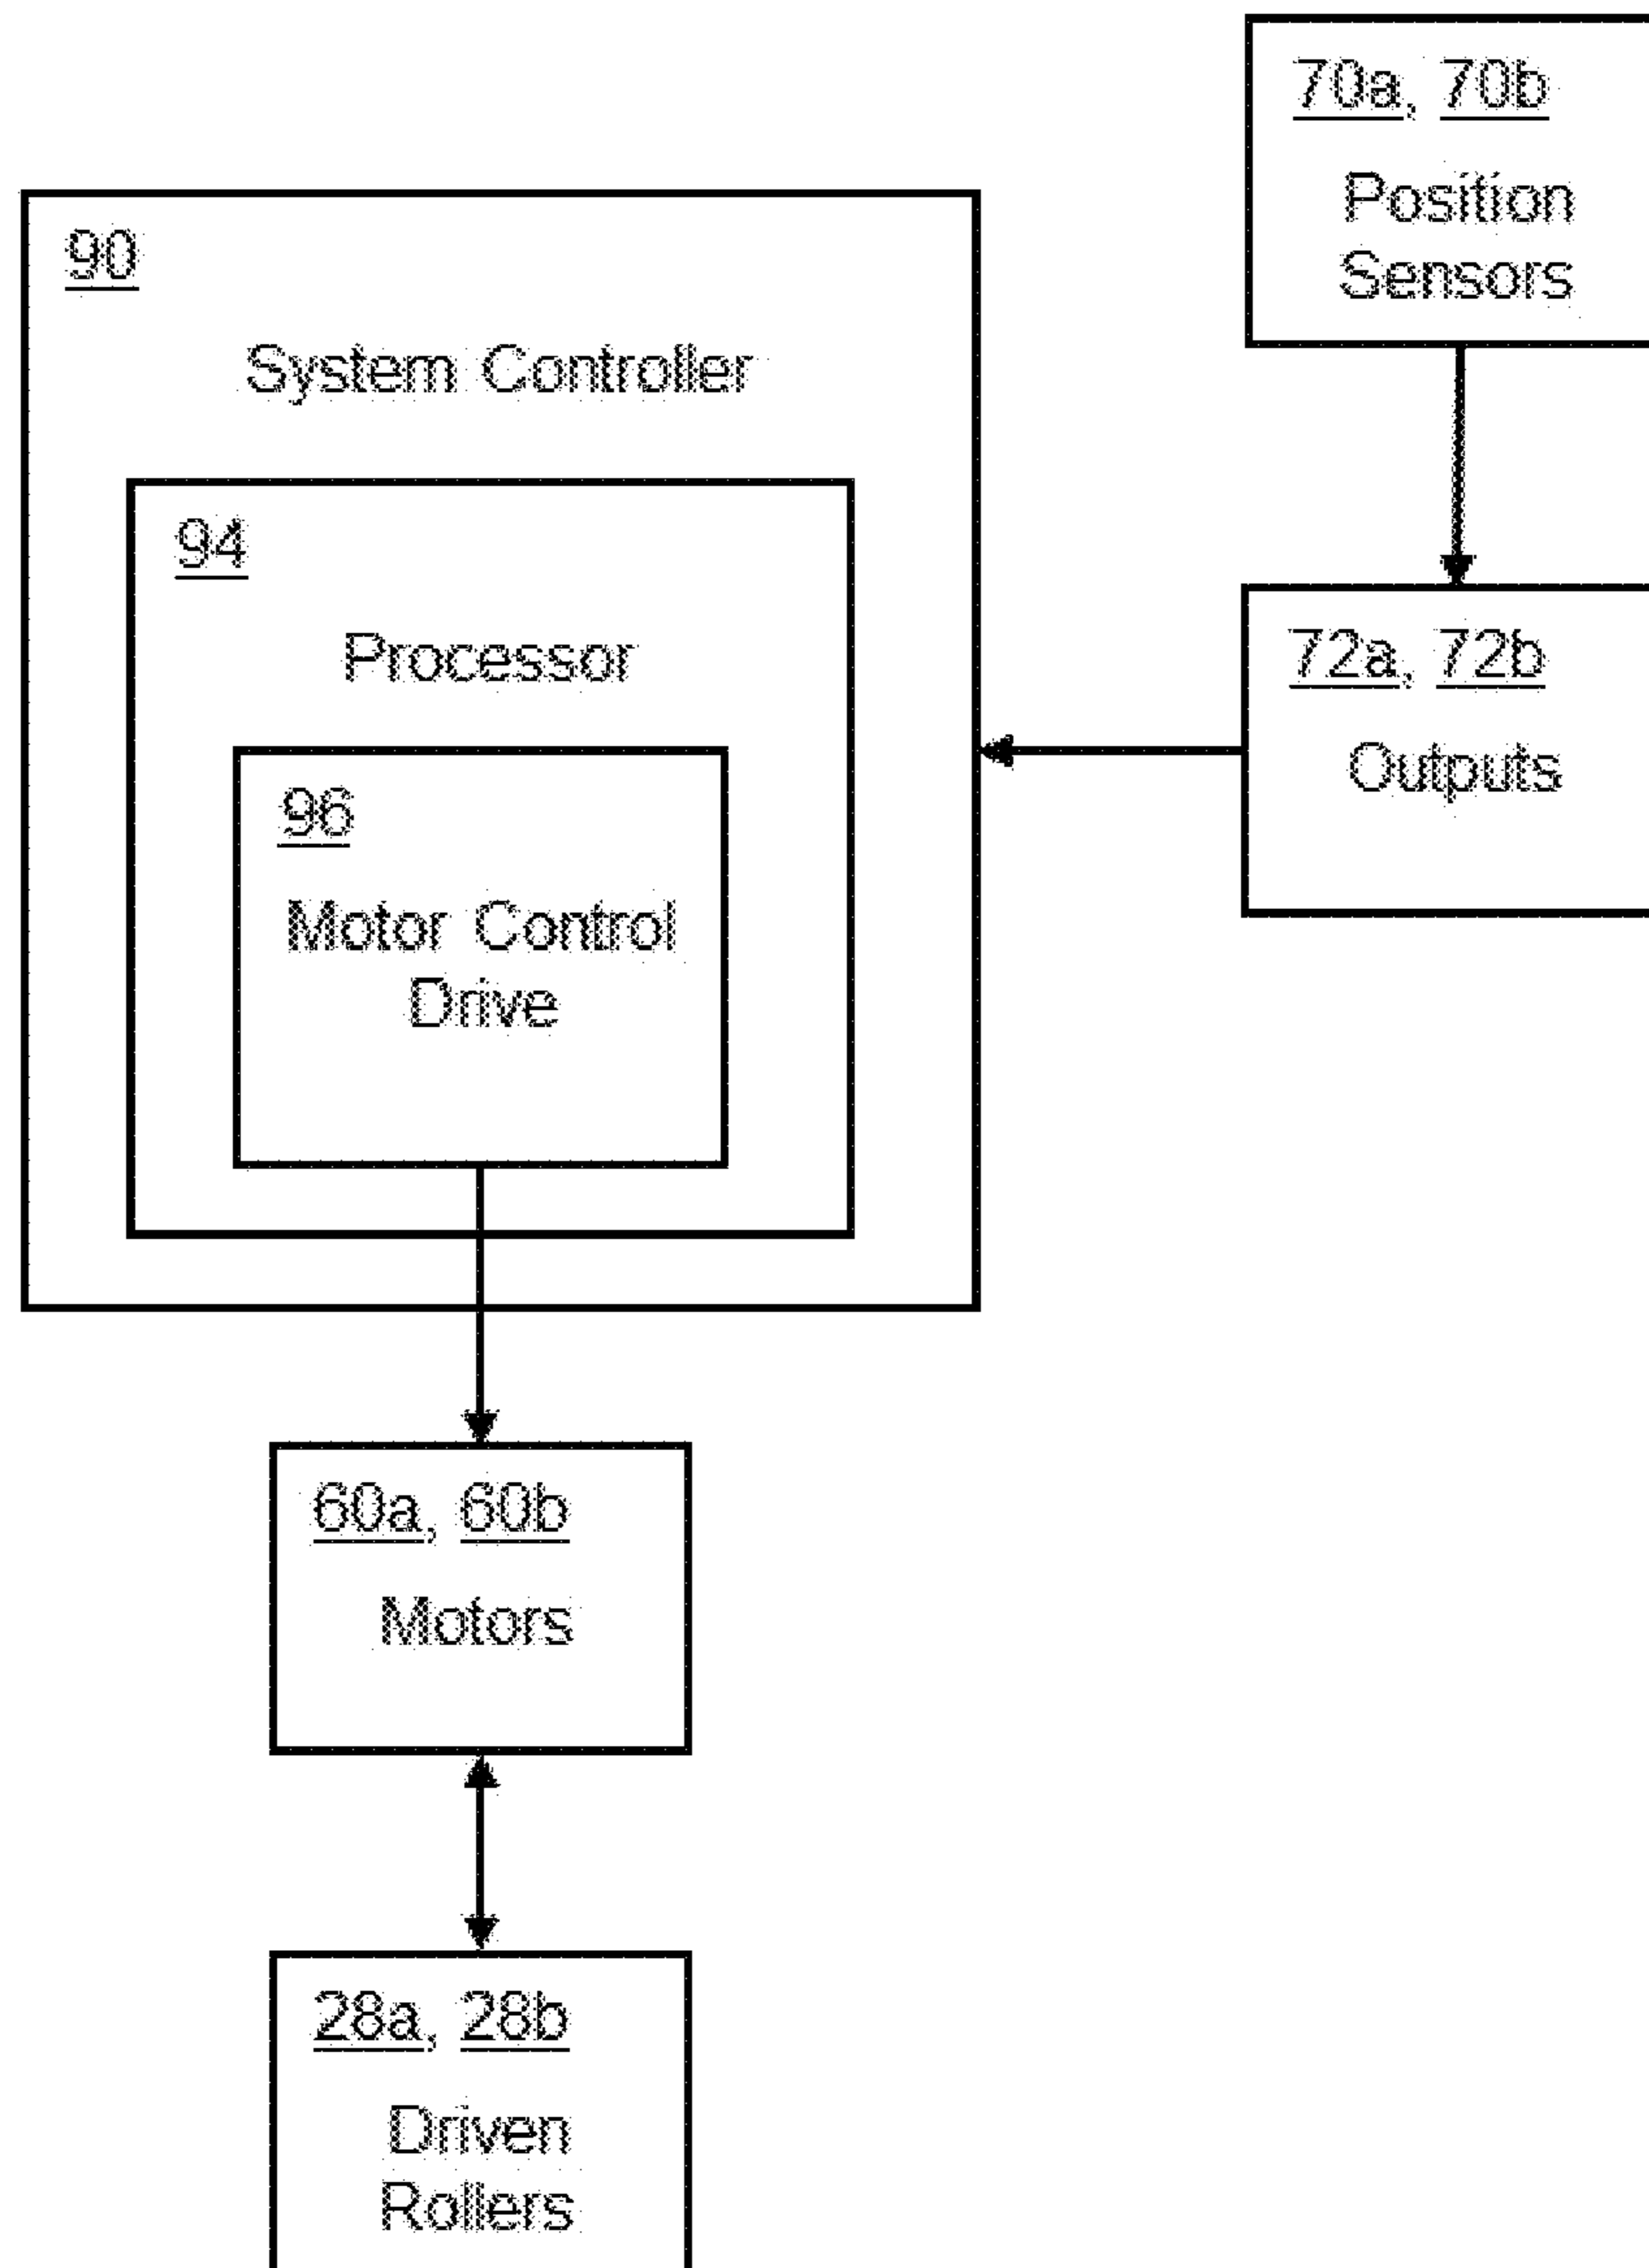 70a, 70b
Position
Sensors
90
System Controller
94
Processor
72a, 72b
Outputs
96
Motor Control
Drive
60a, 60b
Motors
28a, 28b
Driven
Rollers